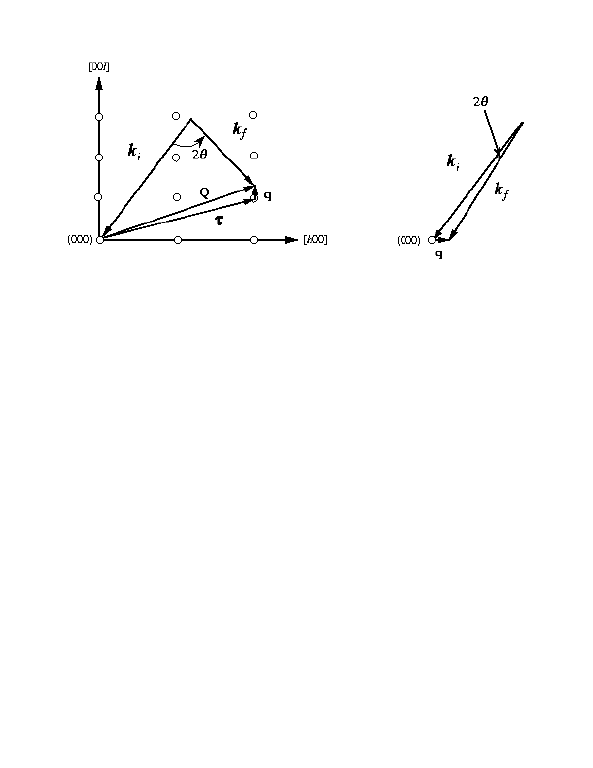 [00l]
k_i
2θ
k_f
Q
q
τ
(000)
[h00]
2θ
k_i
k_f
(000)
q